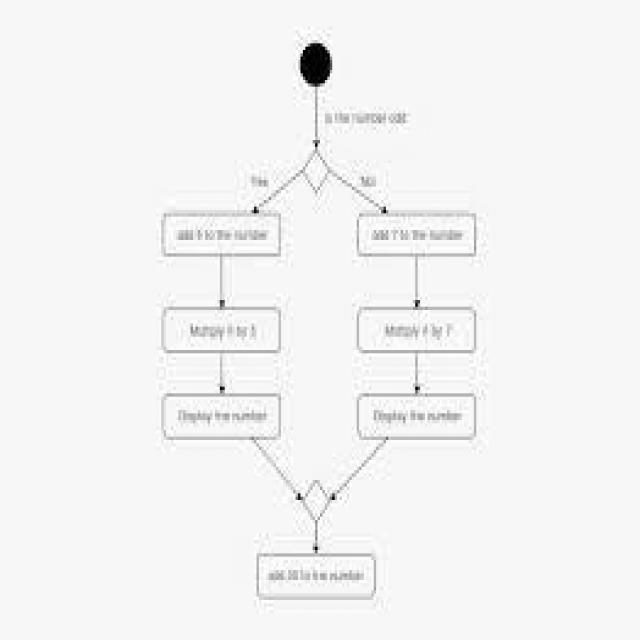 is the number odd
Yes
No
add 5 to the number
add 7 to the number
Multiply it by 5
Multiply it by 7
Display the number
Display the number
add 20 to the number